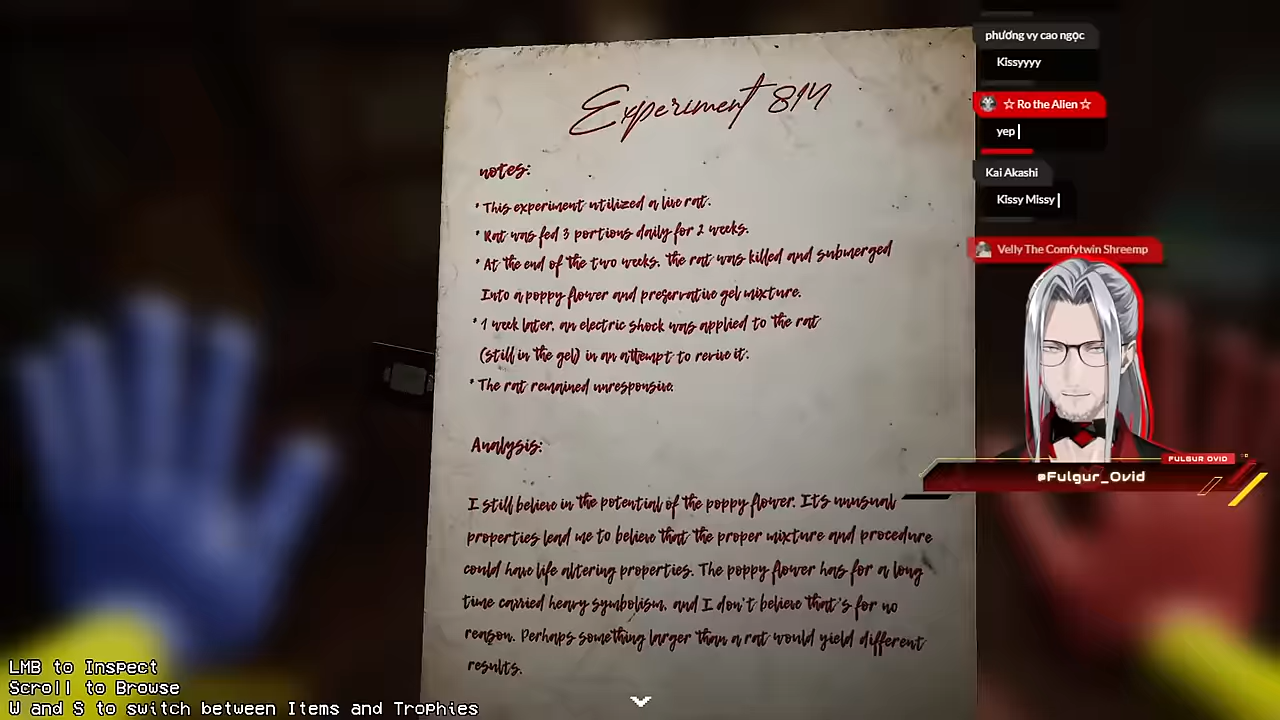 Experiment 814
notes:
* This experiment utilized a live rat.
* Rat was fed 3 portions daily for 2 weeks.
* At the end of the two weeks, the rat was killed and submerged
Into a poppy flower and preservative gel mixture.
* 1 week later, an electric shock was applied to the rat
(still in the gel) in an attempt to revive it.
* The rat remained unresponsive.
Analysis:
I still believe in the potential of the poppy flower. Its unusual
properties lead me to believe that the proper mixture and procedure
could have life altering properties. The poppy flower has for a long
time carried heavy symbolism, and I don't believe that's for no
reason. Perhaps something larger than a rat would yield different
results.
LMB to Inspect
Scroll to Browse
W and S to switch between Items and Trophies
phương vy cao ngọc
Kissyyyy
☆ Ro the Alien ☆
yep
Kai Akashi
Kissy Missy
Velly The Comfytwin Shreemp
FULGUR OVID
@Fulgur_Ovid